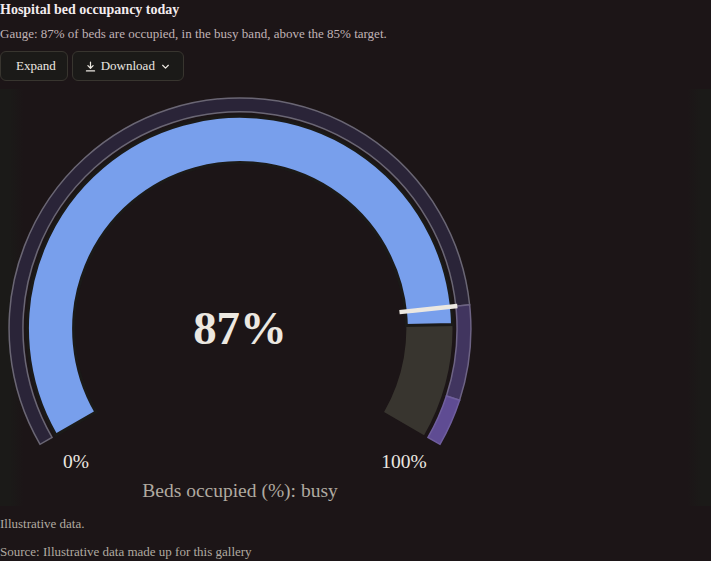 Hospital bed occupancy today
Gauge: 87% of beds are occupied, in the busy band, above the 85% target.
Expand
Download
87%
0%
100%
Beds occupied (%): busy
Illustrative data.
Source: Illustrative data made up for this gallery